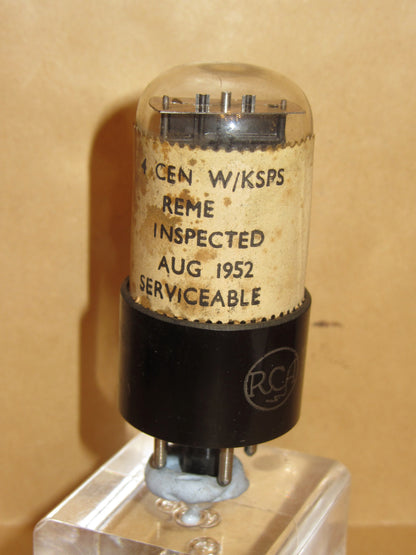 4 CEN W/KSPS
REME
INSPECTED
AUG 1952
SERVICEABLE
RCA